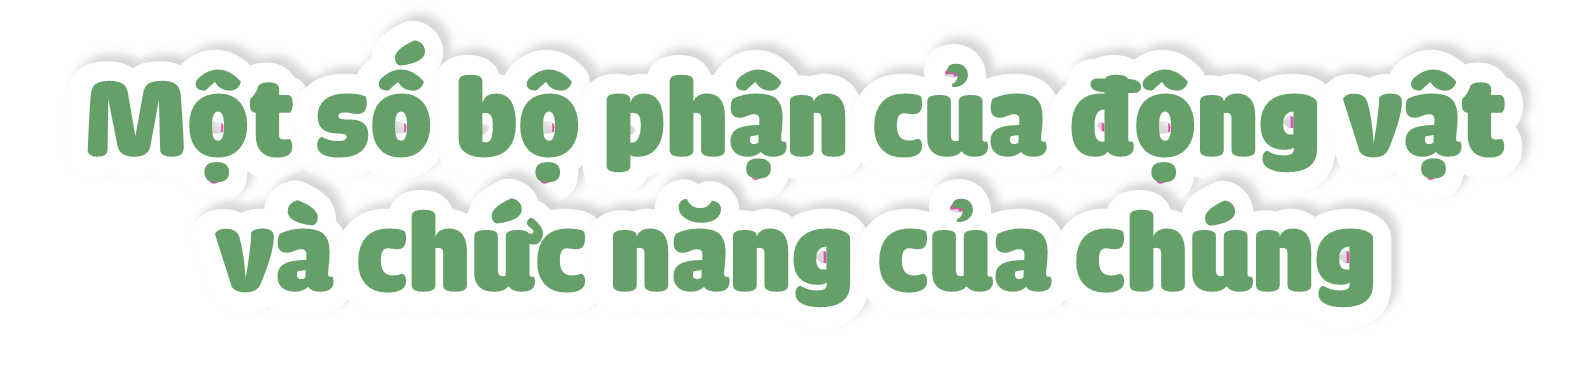 Một số bộ phận của động vật
và chức năng của chúng